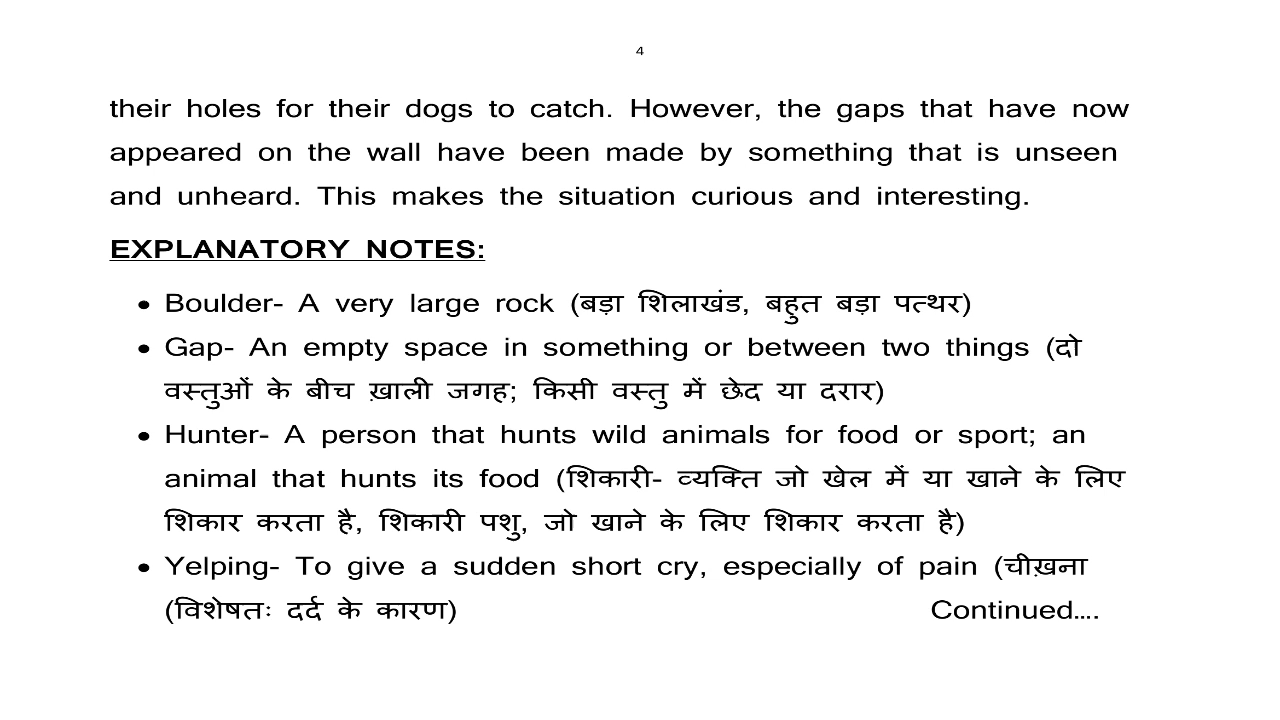 4
their holes for their dogs to catch. However, the gaps that have now
appeared on the wall have been made by something that is unseen
and unheard. This makes the situation curious and interesting.
EXPLANATORY NOTES:
• Boulder- A very large rock (बड़ा शिलाखंड, बहुत बड़ा पत्थर)
• Gap- An empty space in something or between two things (दो
वस्तुओं के बीच ख़ाली जगह; किसी वस्तु में छेद या दरार)
• Hunter- A person that hunts wild animals for food or sport; an
animal that hunts its food (शिकारी- व्यक्ति जो खेल में या खाने के लिए
शिकार करता है, शिकारी पशु, जो खाने के लिए शिकार करता है)
• Yelping- To give a sudden short cry, especially of pain (चीख़ना
(विशेषतः दर्द के कारण) Continued....